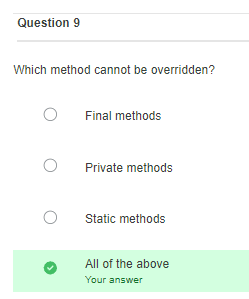 Question 9
Which method cannot be overridden?
Final methods
Private methods
Static methods
All of the above
Your answer